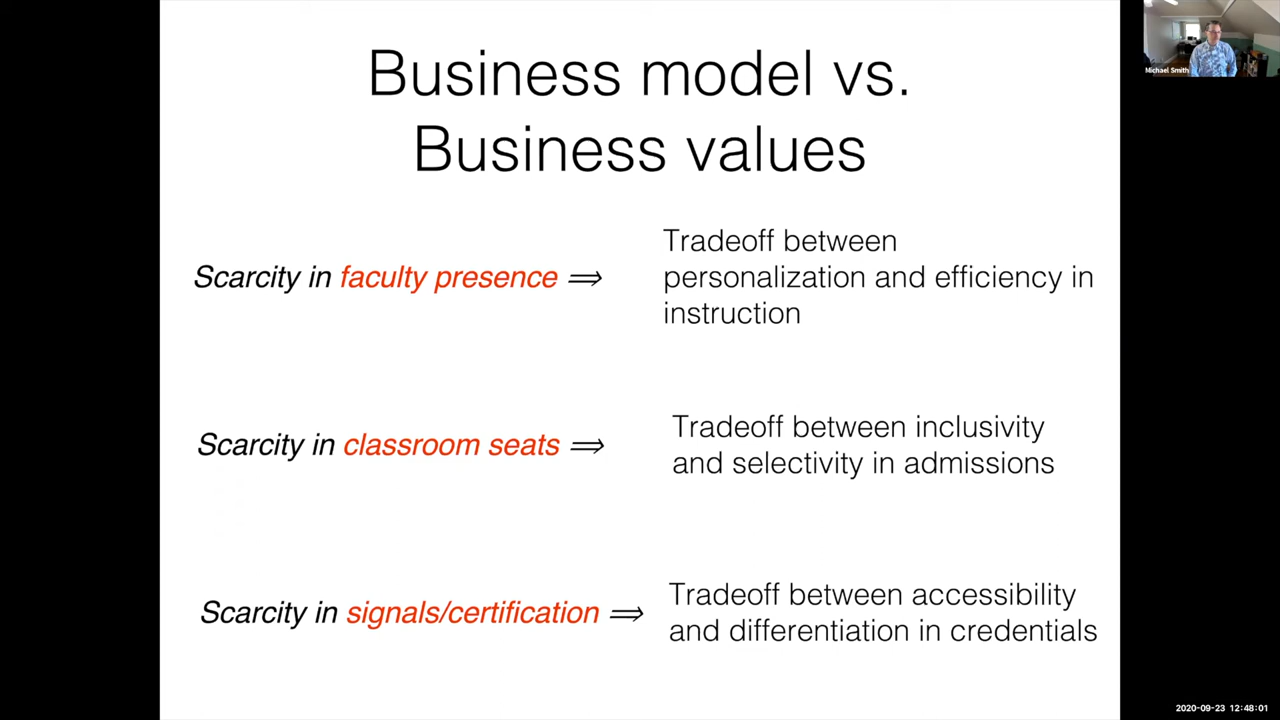 Business model vs.
Business values
Scarcity in faculty presence ⟹
Tradeoff between
personalization and efficiency in
instruction
Scarcity in classroom seats ⟹
Tradeoff between inclusivity
and selectivity in admissions
Scarcity in signals/certification ⟹
Tradeoff between accessibility
and differentiation in credentials
Michael Smith
2020-09-23 12:48:01